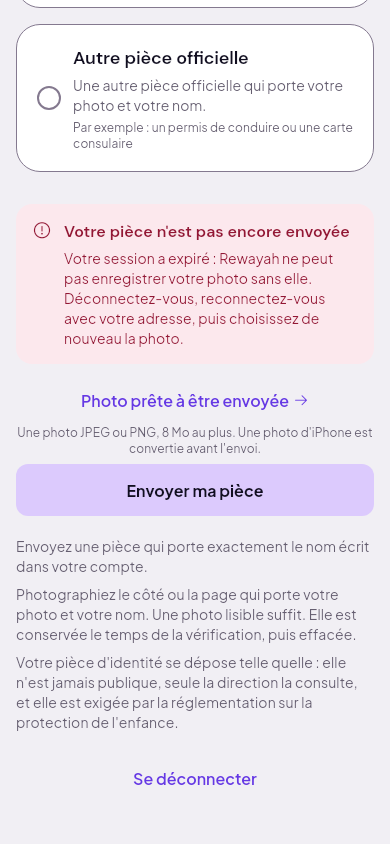 Autre pièce officielle
Une autre pièce officielle qui porte votre
photo et votre nom.
Par exemple : un permis de conduire ou une carte
consulaire
Votre pièce n'est pas encore envoyée
Votre session a expiré : Rewayah ne peut
pas enregistrer votre photo sans elle.
Déconnectez-vous, reconnectez-vous
avec votre adresse, puis choisissez de
nouveau la photo.
Photo prête à être envoyée →
Une photo JPEG ou PNG, 8 Mo au plus. Une photo d'iPhone est
convertie avant l'envoi.
Envoyer ma pièce
Envoyez une pièce qui porte exactement le nom écrit
dans votre compte.
Photographiez le côté ou la page qui porte votre
photo et votre nom. Une photo lisible suffit. Elle est
conservée le temps de la vérification, puis effacée.
Votre pièce d'identité se dépose telle quelle : elle
n'est jamais publique, seule la direction la consulte,
et elle est exigée par la réglementation sur la
protection de l'enfance.
Se déconnecter